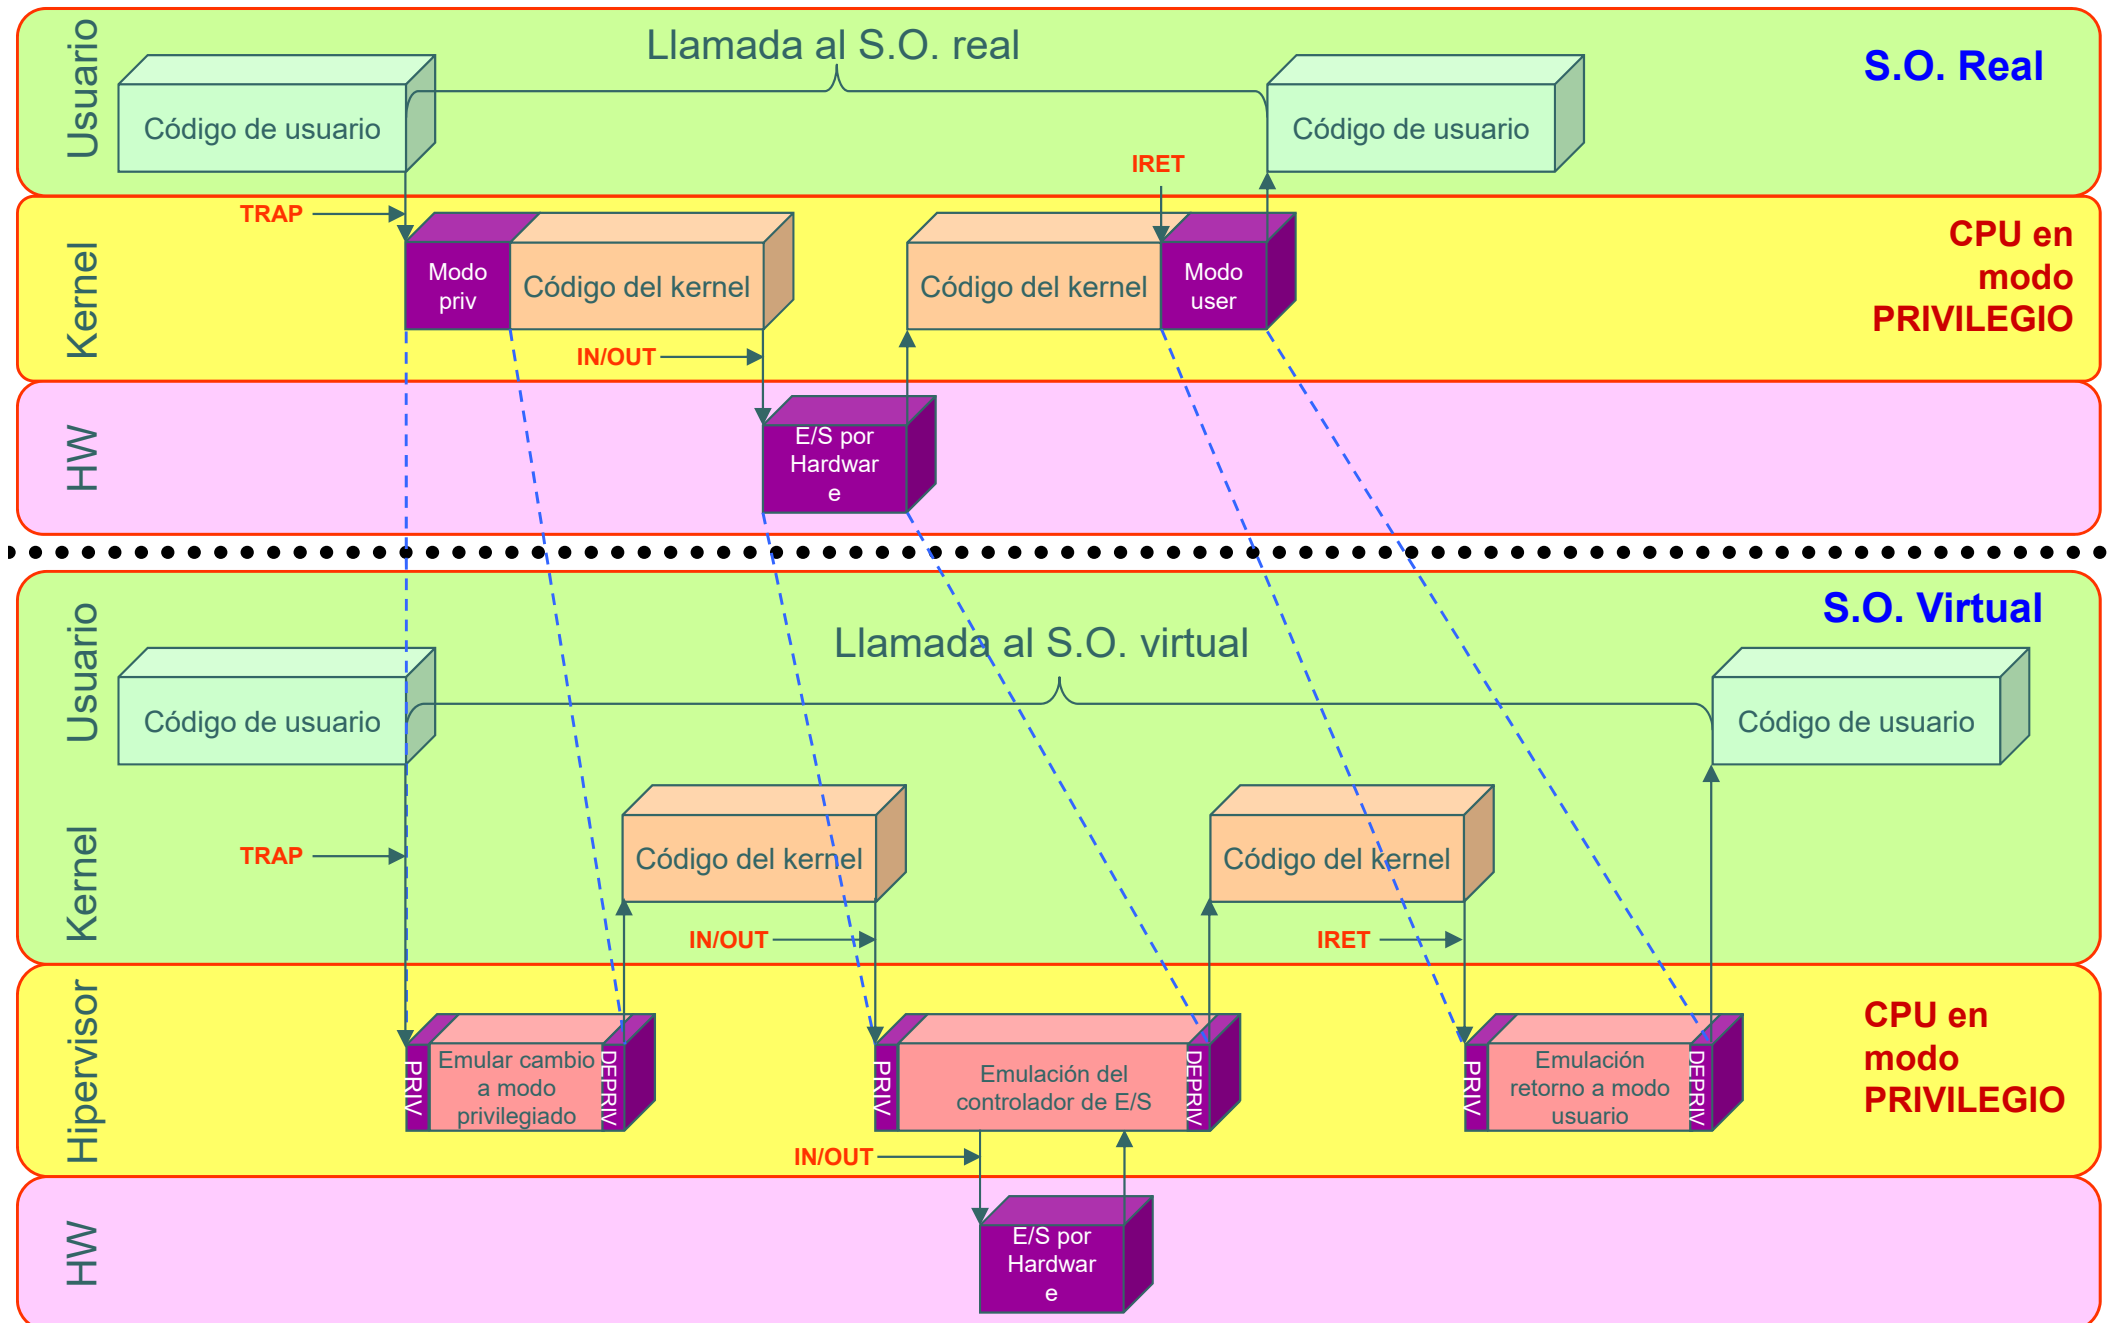 Usuario
Llamada al S.O. real
S.O. Real
Código de usuario
Código de usuario
IRET
TRAP
Kernel
Modo
priv
Código del kernel
Código del kernel
Modo
user
CPU en
modo
PRIVILEGIO
IN/OUT
HW
E/S por
Hardwar
e
Usuario
S.O. Virtual
Llamada al S.O. virtual
Código de usuario
Código de usuario
Kernel
TRAP
Código del kernel
Código del kernel
IN/OUT
IRET
Hipervisor
PRIV
Emular cambio
a modo
privilegiado
DEPRIV
PRIV
Emulación del
controlador de E/S
DEPRIV
PRIV
Emulación
retorno a modo
usuario
DEPRIV
CPU en
modo
PRIVILEGIO
IN/OUT
HW
E/S por
Hardwar
e